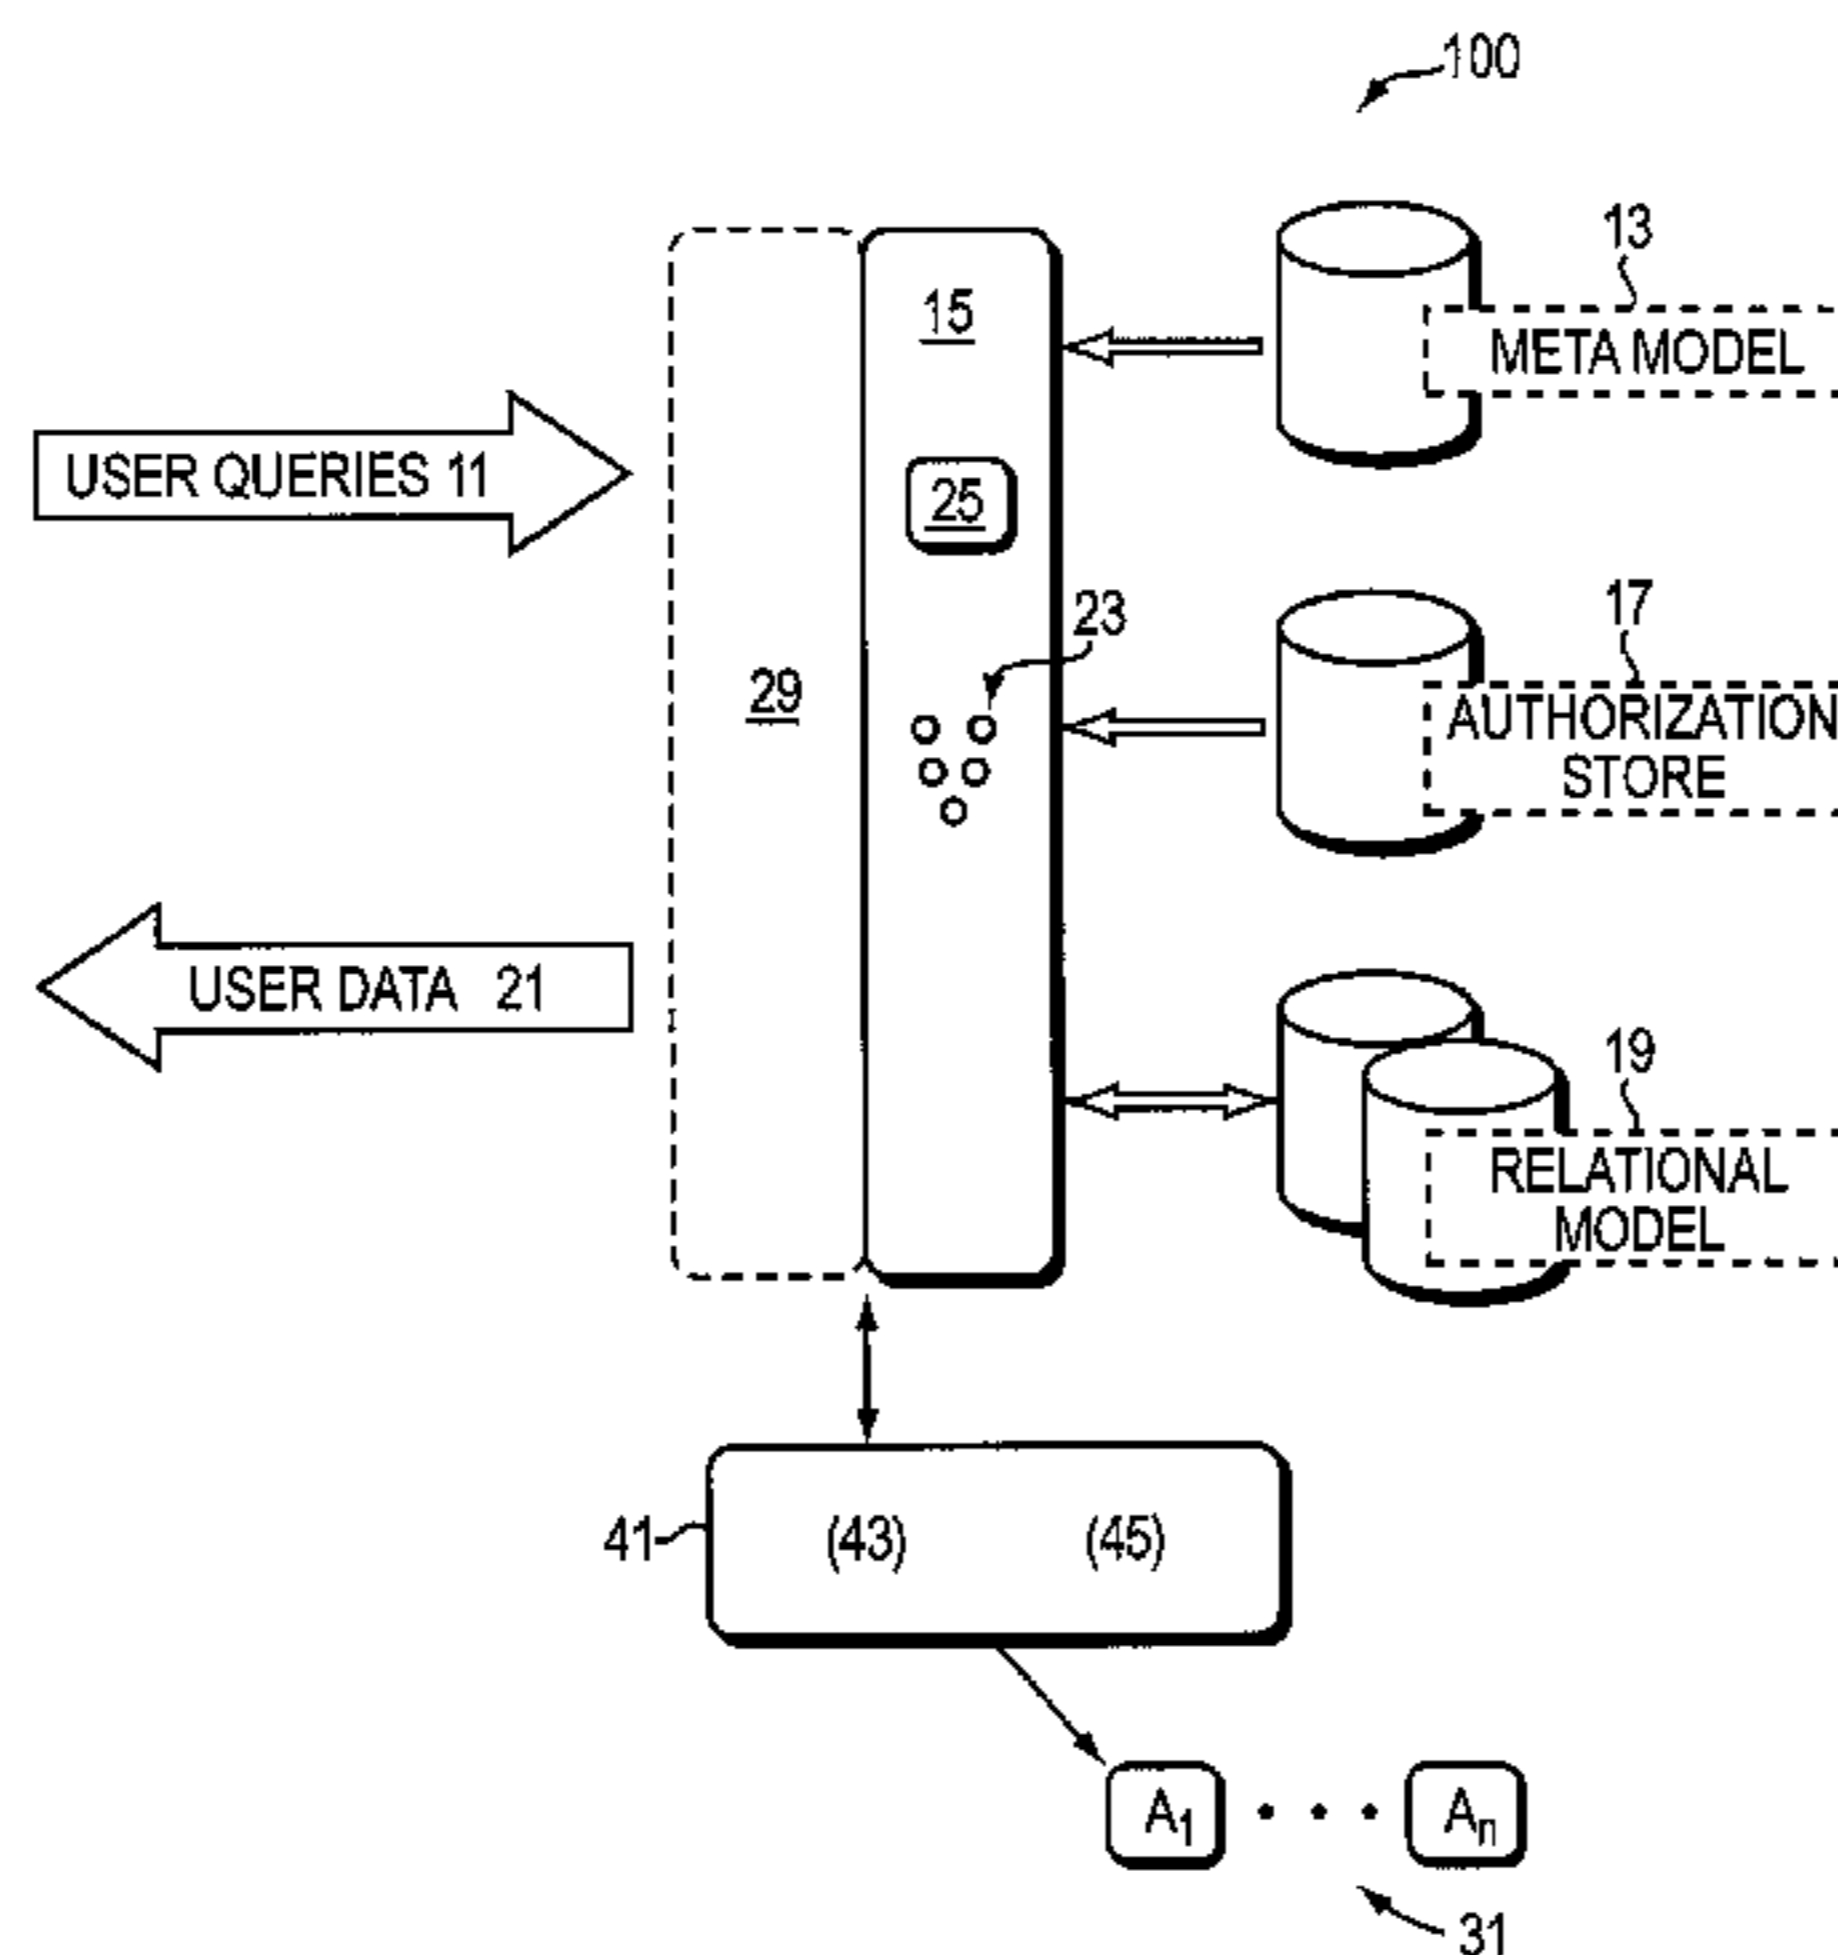 100
13
META MODEL
15
USER QUERIES 11
25
17
23
AUTHORIZATION
STORE
29
USER DATA 21
19
RELATIONAL
MODEL
41
(43) (45)
A1 . . . An
31